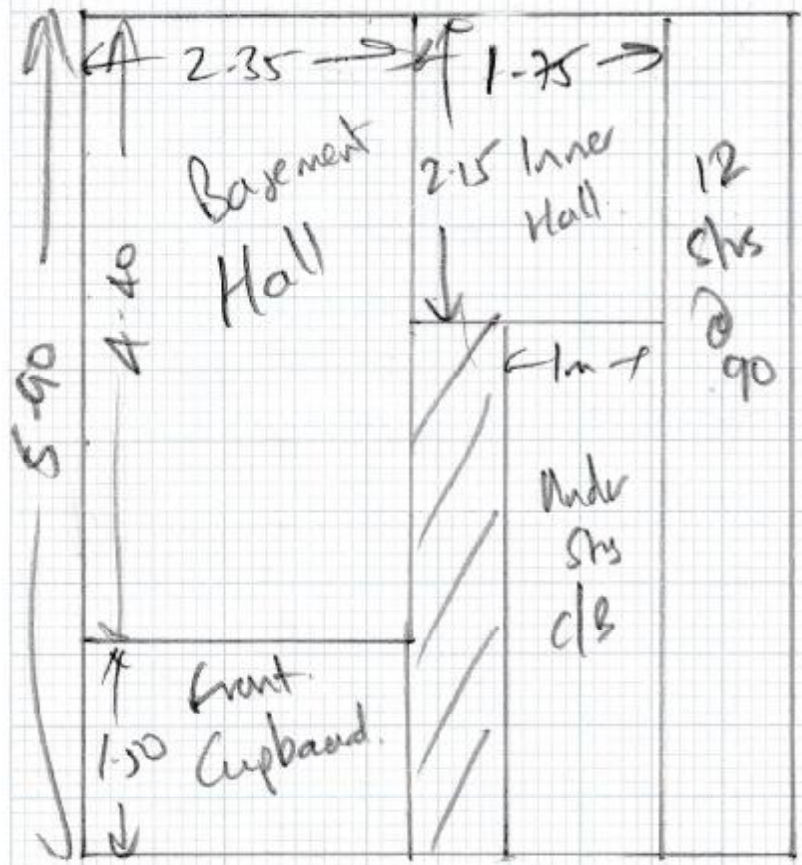 2.35
1.75
Basement
Hall
2.15 Inner
Hall.
12
Strs
@
90
4.40
5.90
1m
Under
Strs
C/B
Front
Cupboard.
1.50